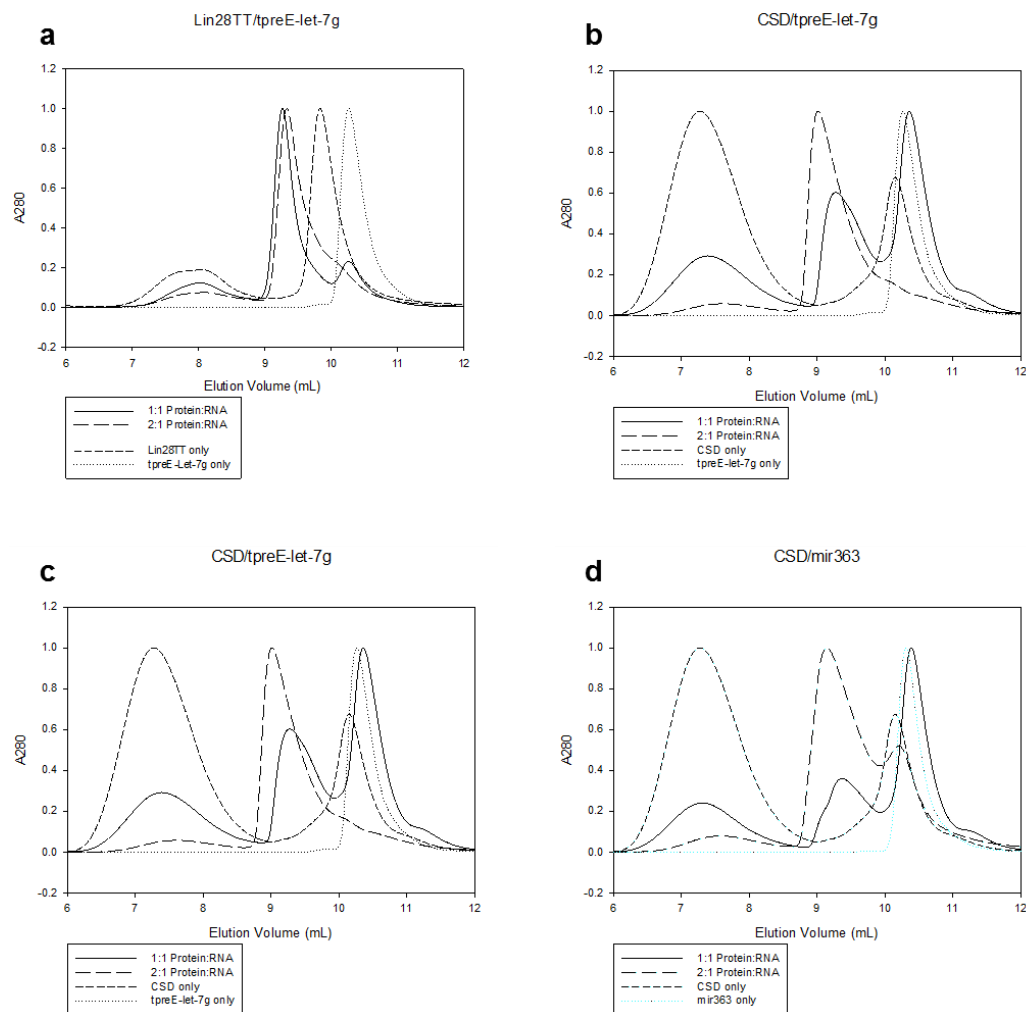 a
Lin28TT/tpreE-let-7g
1.2
1.0
0.8
0.6
0.4
0.2
0.0
-0.2
A280
6 7 8 9 10 11 12
Elution Volume (mL)
1:1 Protein:RNA
2:1 Protein:RNA
Lin28TT only
tpreE-Let-7g only
b
CSD/tpreE-let-7g
1.2
1.0
0.8
0.6
0.4
0.2
0.0
-0.2
A280
6 7 8 9 10 11 12
Elution Volume (mL)
1:1 Protein:RNA
2:1 Protein:RNA
CSD only
tpreE-let-7g only
c
CSD/tpreE-let-7g
1.2
1.0
0.8
0.6
0.4
0.2
0.0
-0.2
A280
6 7 8 9 10 11 12
Elution Volume (mL)
1:1 Protein:RNA
2:1 Protein:RNA
CSD only
tpreE-let-7g only
d
CSD/mir363
1.2
1.0
0.8
0.6
0.4
0.2
0.0
-0.2
A280
6 7 8 9 10 11 12
Elution Volume (mL)
1:1 Protein:RNA
2:1 Protein:RNA
CSD only
mir363 only